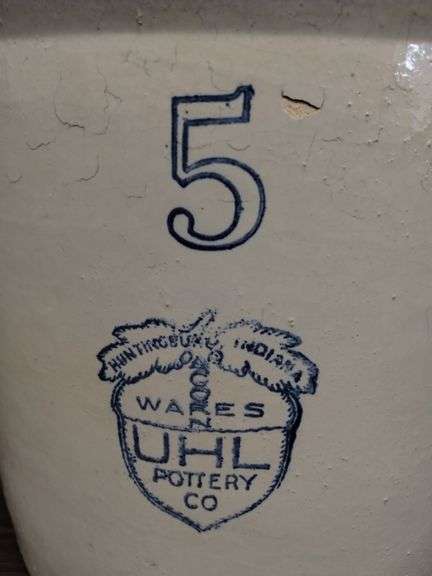 5
HUNTINGBURG INDIANA
ACORN
WARES
UHL
POTTERY
CO